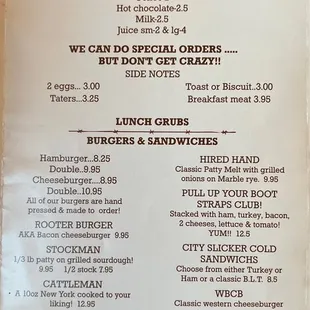 Hot chocolate-2.5
Milk-2.5
Juice sm-2 & lg-4
WE CAN DO SPECIAL ORDERS .....
BUT DON'T GET CRAZY!!
SIDE NOTES
2 eggs... 3.00
Taters...3.25
Toast or Biscuit..3.00
Breakfast meat 3.95
LUNCH GRUBS
BURGERS & SANDWICHES
Hamburger....8.25
Double..9.95
Cheeseburger....8.95
Double..10.95
All of our burgers are hand
pressed & made to order!
ROOTER BURGER
AKA Bacon cheeseburger 9.95
STOCKMAN
1/3 lb patty on grilled sourdough!
9.95 1/2 stock 7.95
CATTLEMAN
A 10oz New York cooked to your
liking! 12.95
HIRED HAND
Classic Patty Melt with grilled
onions on Marble rye. 9.95
PULL UP YOUR BOOT
STRAPS CLUB!
Stacked with ham, turkey, bacon,
2 cheeses, lettuce & tomato!
YUM!! 12.5
CITY SLICKER COLD
SANDWICHS
Choose from either Turkey or
Ham or a classic B.L.T. 8.5
WBCB
Classic western cheeseburger